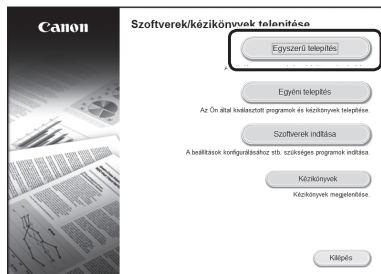 Canon
Szoftverek/kézikönyvek telepítése
Egyszerű telepítés
Egyéni telepítés
Az Ön által kiválasztott programok és kézikönyvek telepítése.
Szoftverek indítása
A beállítások konfigurálásához stb. szükséges programok indítása.
Kézikönyvek
Kézikönyvek megjelenítése.
Kilépés